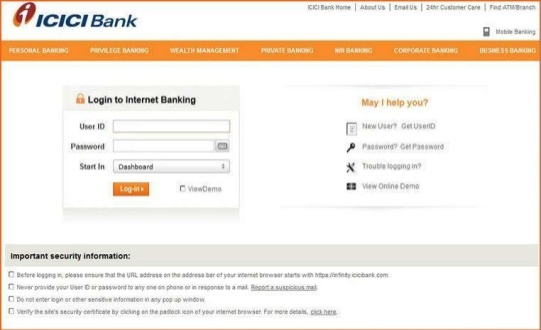 ICICI Bank Home | About Us | Email Us | 24hr Customer Care | Find ATM/Branch
ICICI Bank
Mobile Banking
PERSONAL BANKING PRIVILEGE BANKING WEALTH MANAGEMENT PRIVATE BANKING NRI BANKING CORPORATE BANKING BUSINESS BANKING
Login to Internet Banking
User ID
Password
Start In Dashboard
Log-in ViewDemo
May I help you?
New User? Get UserID
Password? Get Password
Trouble logging in?
View Online Demo
Important security information:
Before logging in, please ensure that the URL address on the address bar of your internet browser starts with https://infinity.icicibank.com
Never provide your User ID or password to any one on phone or in response to a mail. Report a suspicious mail.
Do not enter login or other sensitive information in any pop up window.
Verify the site's security certificate by clicking on the padlock icon of your internet browser. For more details, click here.